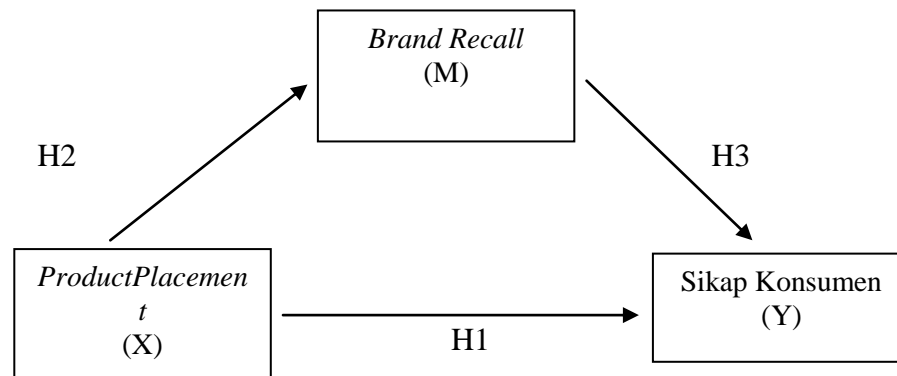 Brand Recall
(M)
H2
H3
ProductPlacemen
t
(X)
Sikap Konsumen
(Y)
H1